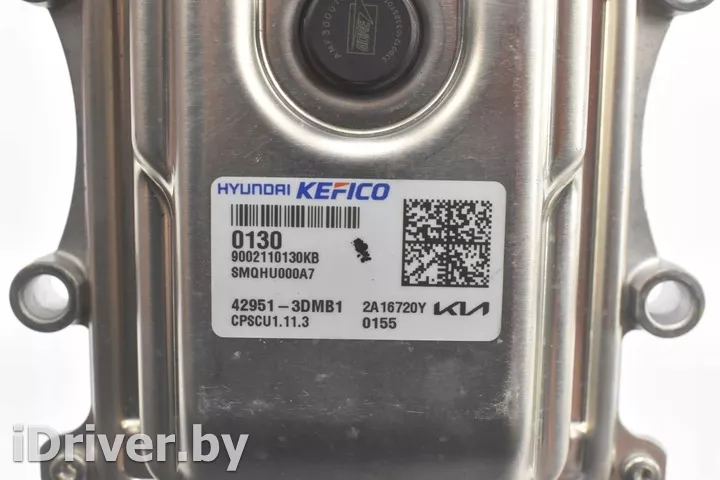 HYUNDAI KEFICO
0130
9002110130KB
SMQHU000A7
42951-3DMB1 2A16720Y KIA
CPSCU1.11.3 0155
iDriver.by